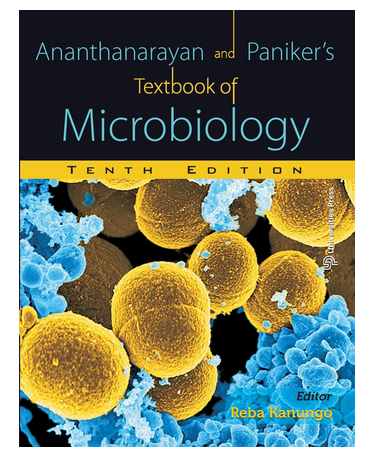 Ananthanarayan and Paniker's
Textbook of
Microbiology
TENTH EDITION
Universities Press
Editor
Reba Kanungo